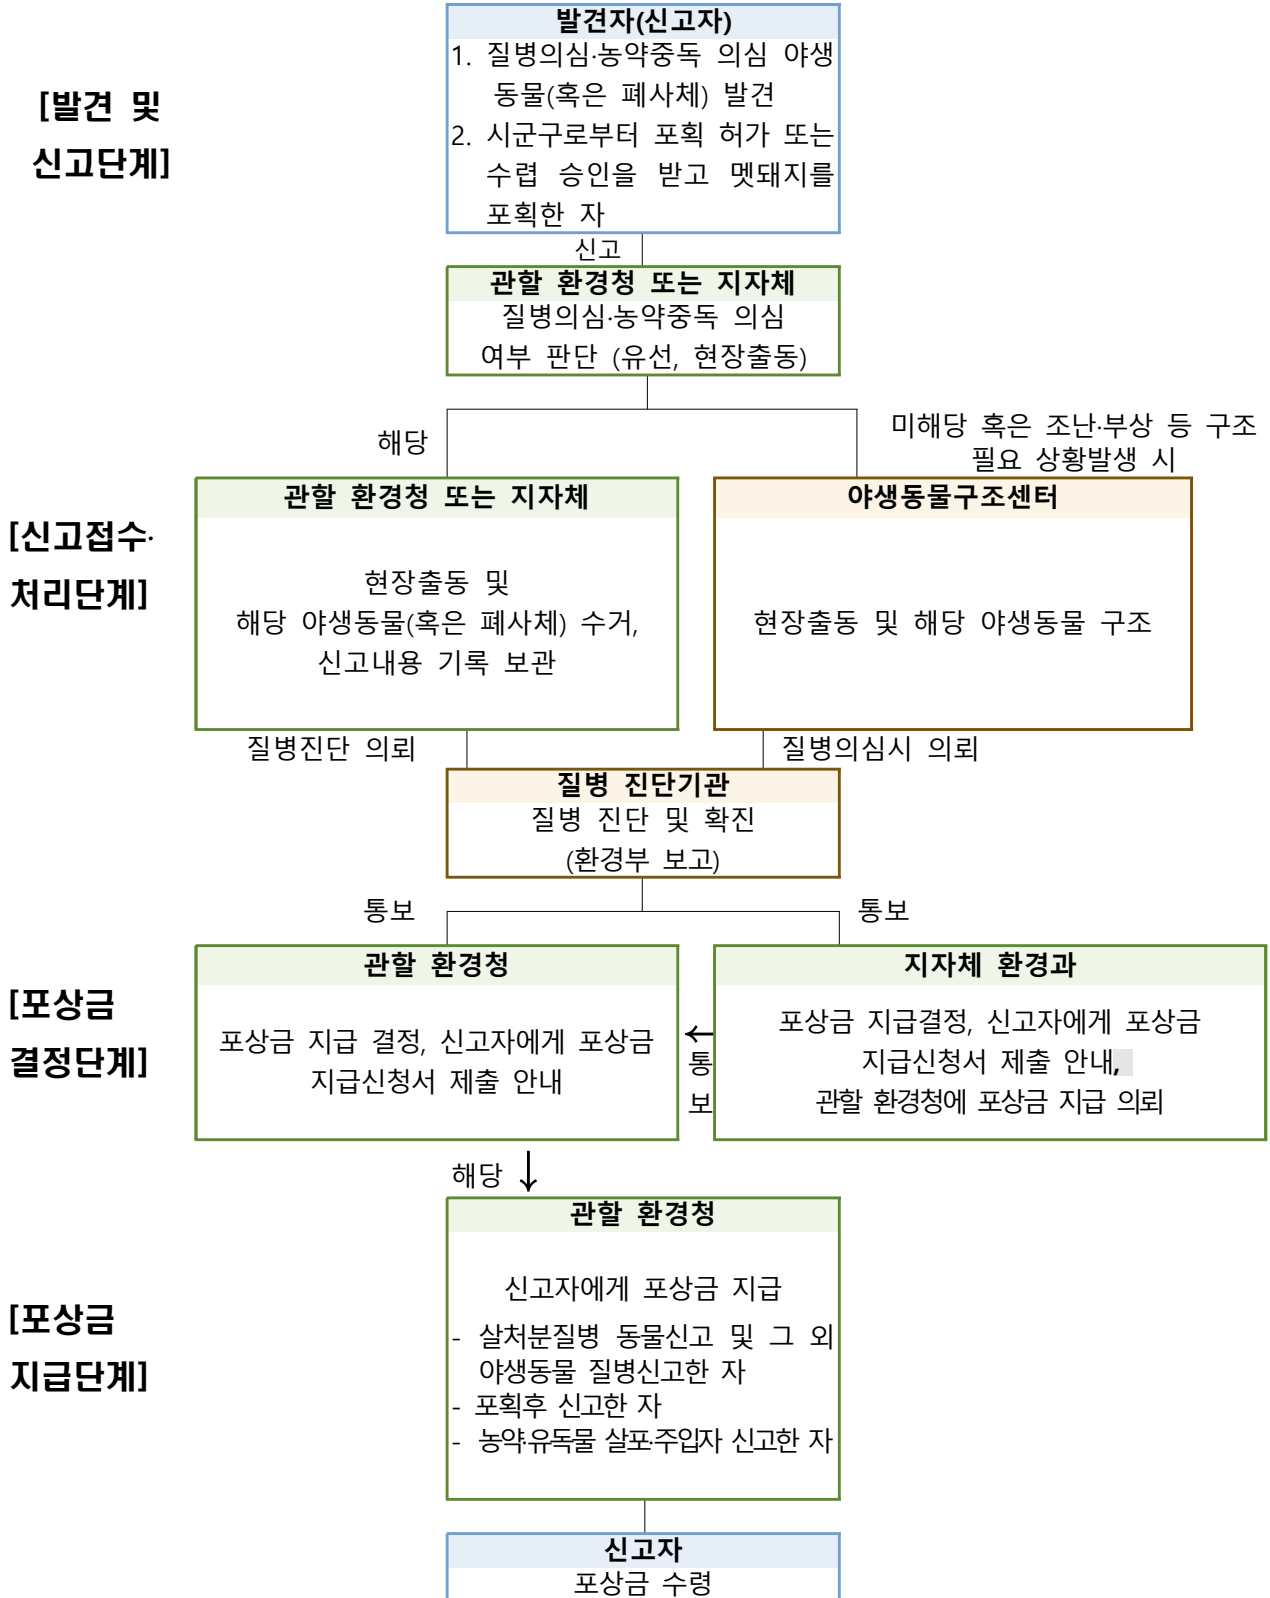 발견자(신고자)
1. 질병의심·농약중독 의심 야생
동물(혹은 폐사체) 발견
2. 시군구로부터 포획 허가 또는
수렵 승인을 받고 멧돼지를
포획한 자
[발견 및
신고단계]
신고
관할 환경청 또는 지자체
질병의심·농약중독 의심
여부 판단 (유선, 현장출동)
해당
미해당 혹은 조난·부상 등 구조
필요 상황발생 시
[신고접수·
처리단계]
관할 환경청 또는 지자체
현장출동 및
해당 야생동물(혹은 폐사체) 수거,
신고내용 기록 보관
야생동물구조센터
현장출동 및 해당 야생동물 구조
질병진단 의뢰
질병의심시 의뢰
질병 진단기관
질병 진단 및 확진
(환경부 보고)
통보
통보
[포상금
결정단계]
관할 환경청
포상금 지급 결정, 신고자에게 포상금
지급신청서 제출 안내
←
통
보
지자체 환경과
포상금 지급결정, 신고자에게 포상금
지급신청서 제출 안내,
관할 환경청에 포상금 지급 의뢰
해당 ↓
[포상금
지급단계]
관할 환경청
신고자에게 포상금 지급
- 살처분질병 동물신고 및 그 외
야생동물 질병신고한 자
- 포획후 신고한 자
- 농약·유독물 살포·주입자 신고한 자
신고자
포상금 수령